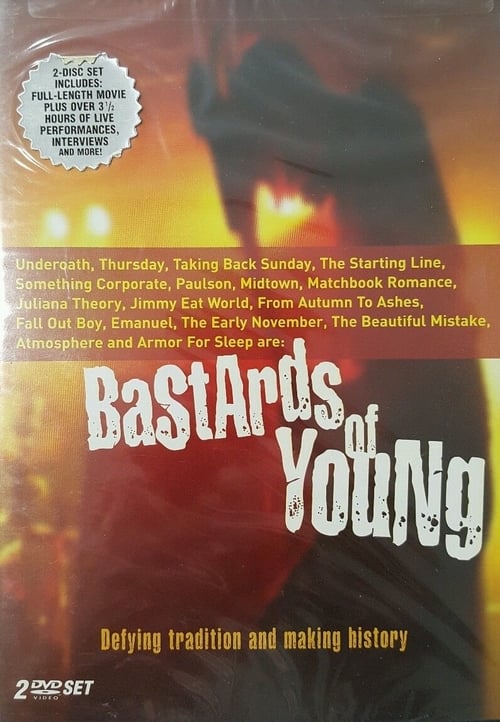 2-DISC SET
INCLUDES:
FULL-LENGTH MOVIE
PLUS OVER 3 1/2
HOURS OF LIVE
PERFORMANCES,
INTERVIEWS
AND MORE!
Underoath, Thursday, Taking Back Sunday, The Starting Line,
Something Corporate, Paulson, Midtown, Matchbook Romance,
Juliana Theory, Jimmy Eat World, From Autumn To Ashes,
Fall Out Boy, Emanuel, The Early November, The Beautiful Mistake,
Atmosphere and Armor For Sleep are:
BaStArds
of
YouNg
Defying tradition and making history
2 DVD SET
VIDEO